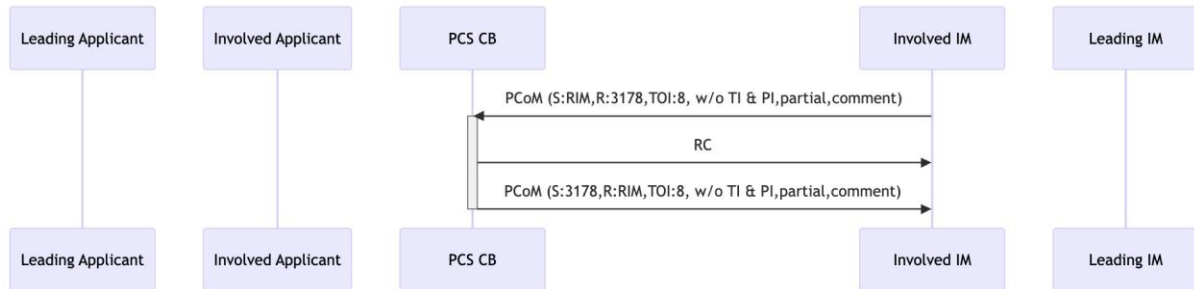 Leading Applicant
Involved Applicant
PCS CB
Involved IM
Leading IM
PCoM (S:RIM,R:3178,TOI:8, w/o TI & PI,partial,comment)
RC
PCoM (S:3178,R:RIM,TOI:8, w/o TI & PI,partial,comment)
Leading Applicant
Involved Applicant
PCS CB
Involved IM
Leading IM